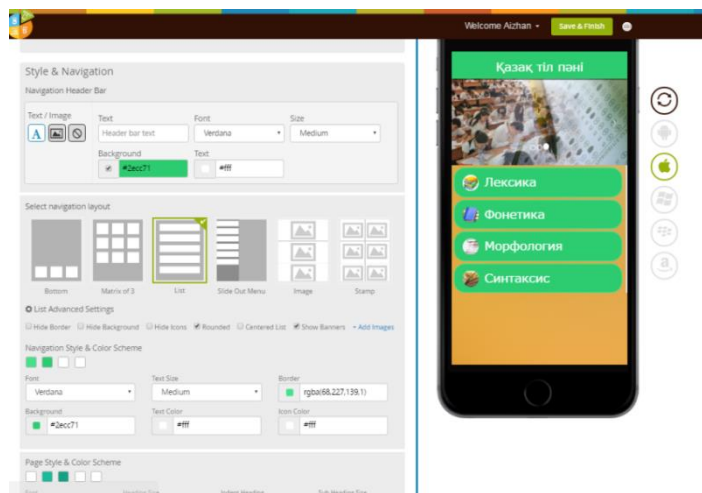 Welcome Aizhan
Save & Finish
Style & Navigation
Navigation Header Bar
Text / Image
Text
Font
Size
A
Header bar text
Verdana
Medium
Background
Text
#2ecc71
#fff
Select navigation layout
Bottom
Matrix of 3
List
Slide Out Menu
Image
Stamp
List Advanced Settings
Hide Border
Hide Background
Hide Icons
Rounded
Centered List
Show Banners
+ Add Images
Navigation Style & Color Scheme
Font
Text Size
Border
Verdana
Medium
rgba(68,227,139,1)
Background
Text Color
Icon Color
#2ecc71
#fff
#fff
Page Style & Color Scheme
Қазақ тіл пәні
Лексика
Фонетика
Морфология
Синтаксис